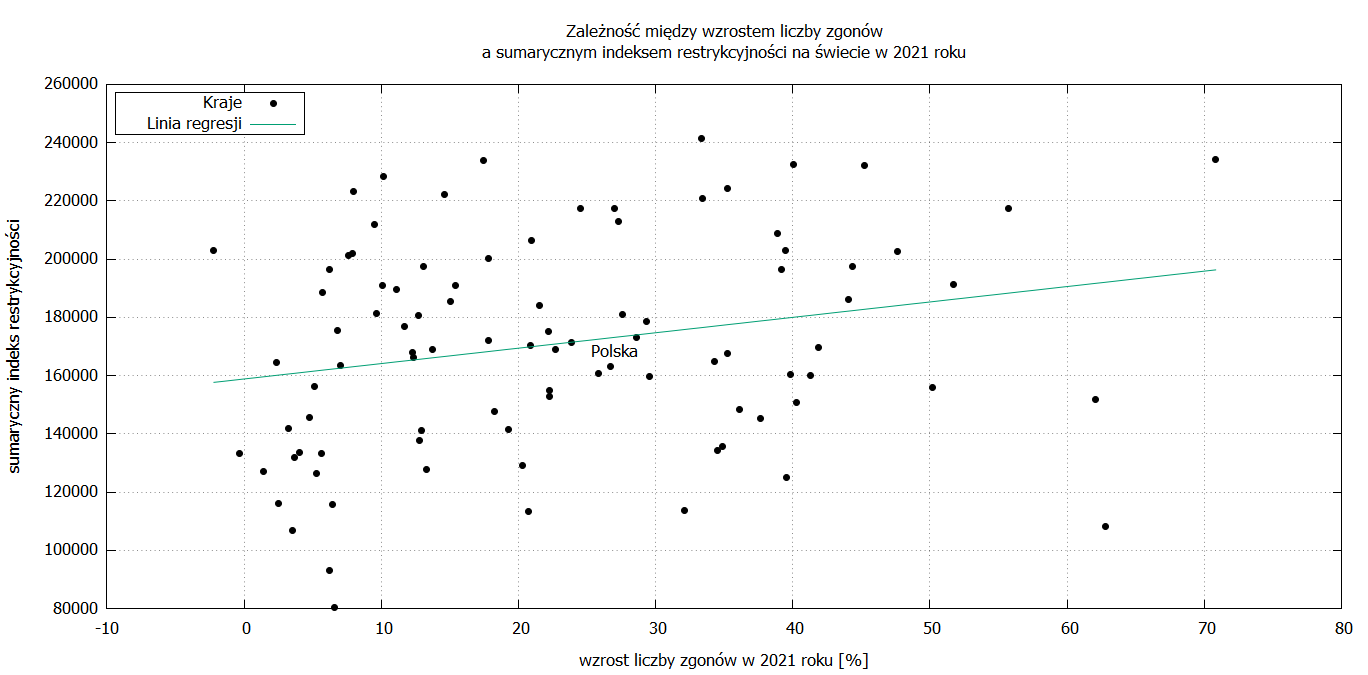 Zależność między wzrostem liczby zgonów
a sumarycznym indeksem restrykcyjności na świecie w 2021 roku
260000
240000
220000
200000
180000
160000
140000
120000
100000
80000
sumaryczny indeks restrykcyjności
Kraje
Linia regresji
Polska
-10 0 10 20 30 40 50 60 70 80
wzrost liczby zgonów w 2021 roku [%]